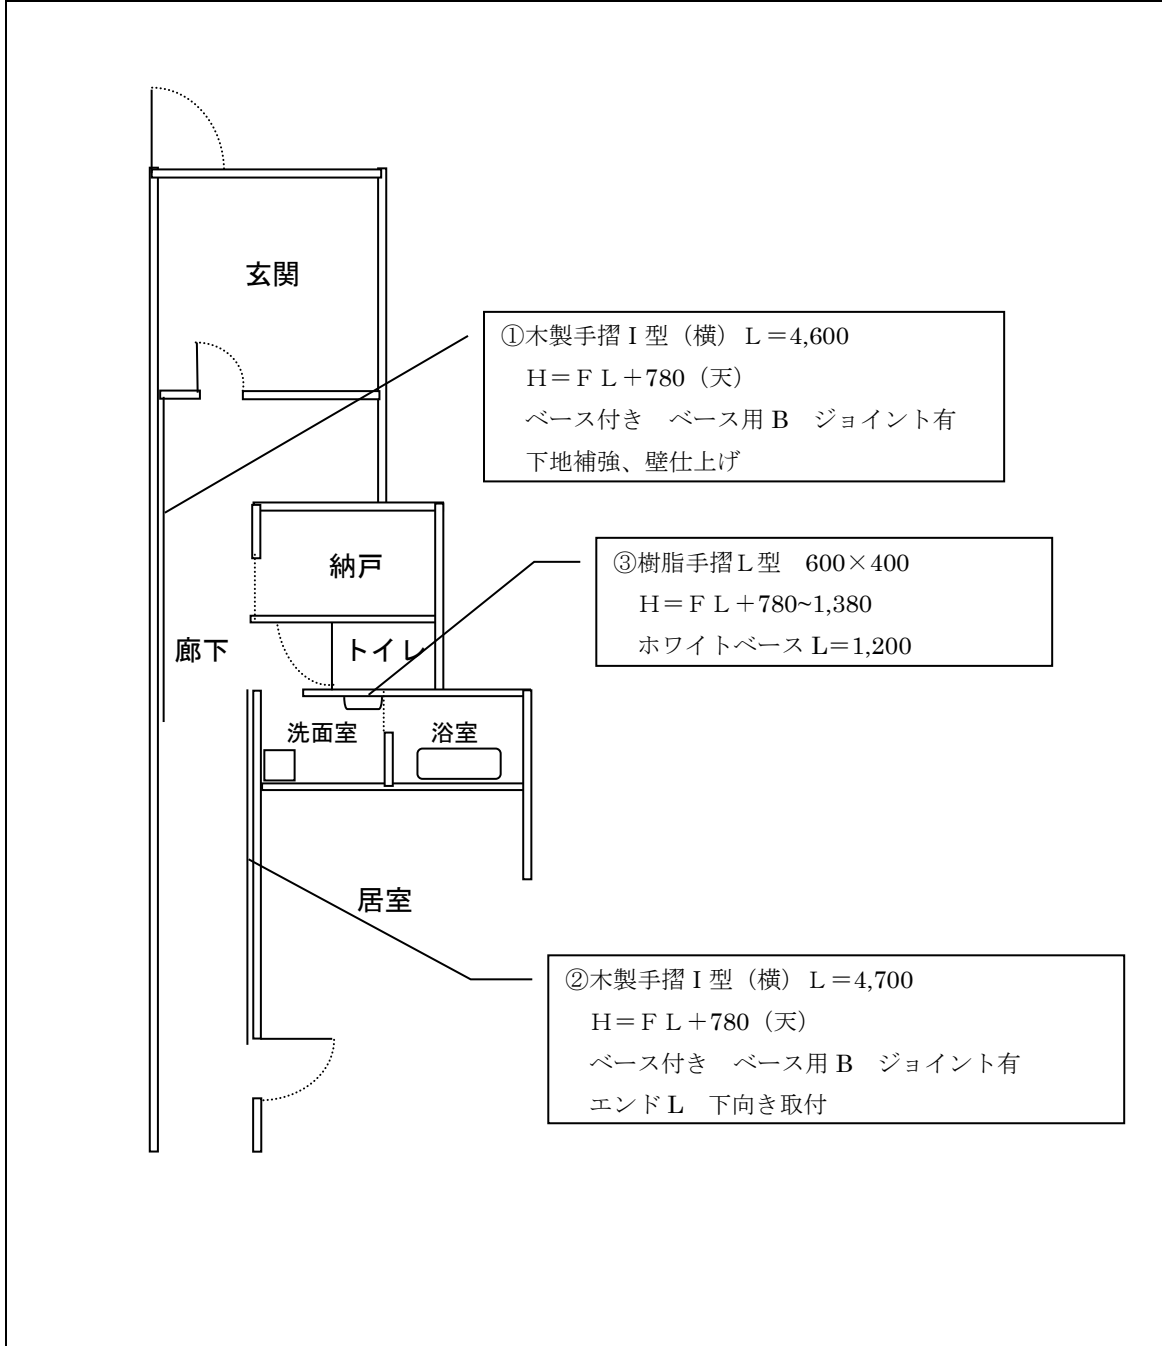 玄関
①木製手摺 I 型（横）Ｌ＝4,600
Ｈ＝ＦＬ＋780（天）
ベース付き　ベース用 B　ジョイント有
下地補強、壁仕上げ
納戸
③樹脂手摺Ｌ型　600×400
Ｈ＝ＦＬ＋780~1,380
ホワイトベース L＝1,200
廊下
トイレ
洗面室
浴室
居室
②木製手摺 I 型（横）Ｌ＝4,700
Ｈ＝ＦＬ＋780（天）
ベース付き　ベース用 B　ジョイント有
エンド L　下向き取付